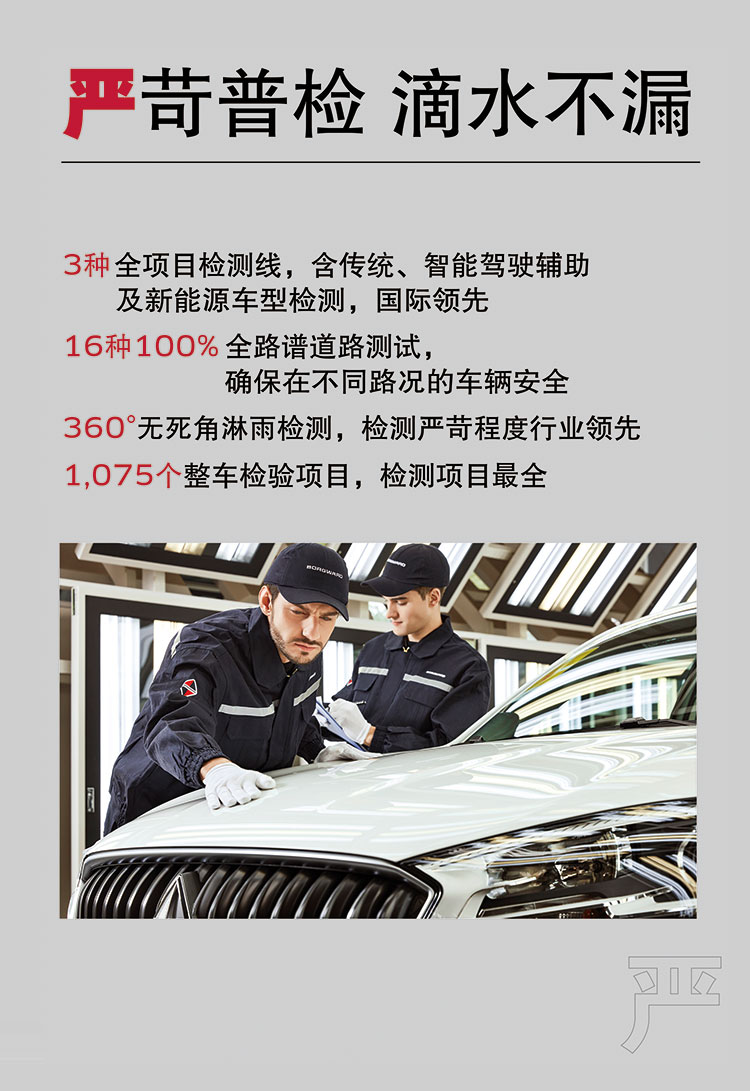 严苛普检 滴水不漏
3种 全项目检测线，含传统、智能驾驶辅助
及新能源车型检测，国际领先
16种100% 全路谱道路测试，
确保在不同路况的车辆安全
360°无死角淋雨检测，检测严苛程度行业领先
1,075个整车检验项目，检测项目最全
BORGWARD
BORGWARD
严